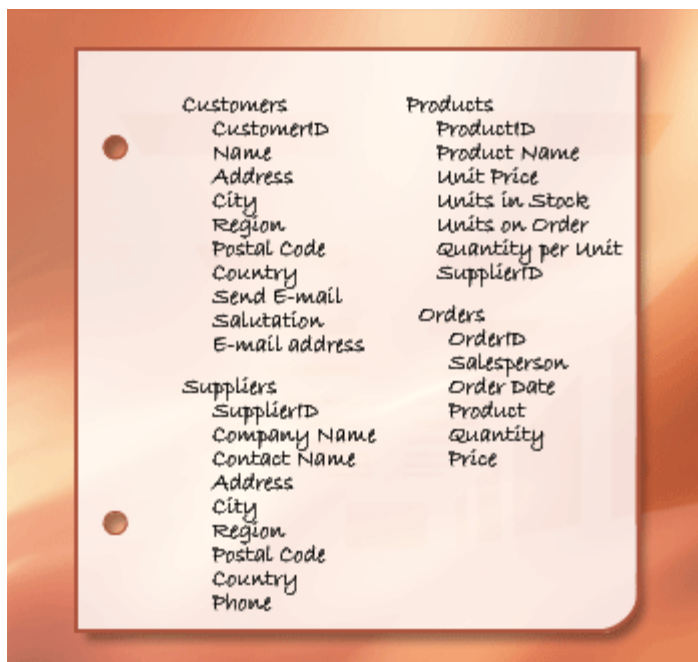 Customers
CustomerID
Name
Address
City
Region
Postal Code
Country
Send E-mail
Salutation
E-mail address
Suppliers
SupplierID
Company Name
Contact Name
Address
City
Region
Postal Code
Country
Phone
Products
ProductID
Product Name
Unit Price
Units in Stock
Units on Order
Quantity per Unit
SupplierID
Orders
OrderID
Salesperson
Order Date
Product
Quantity
Price